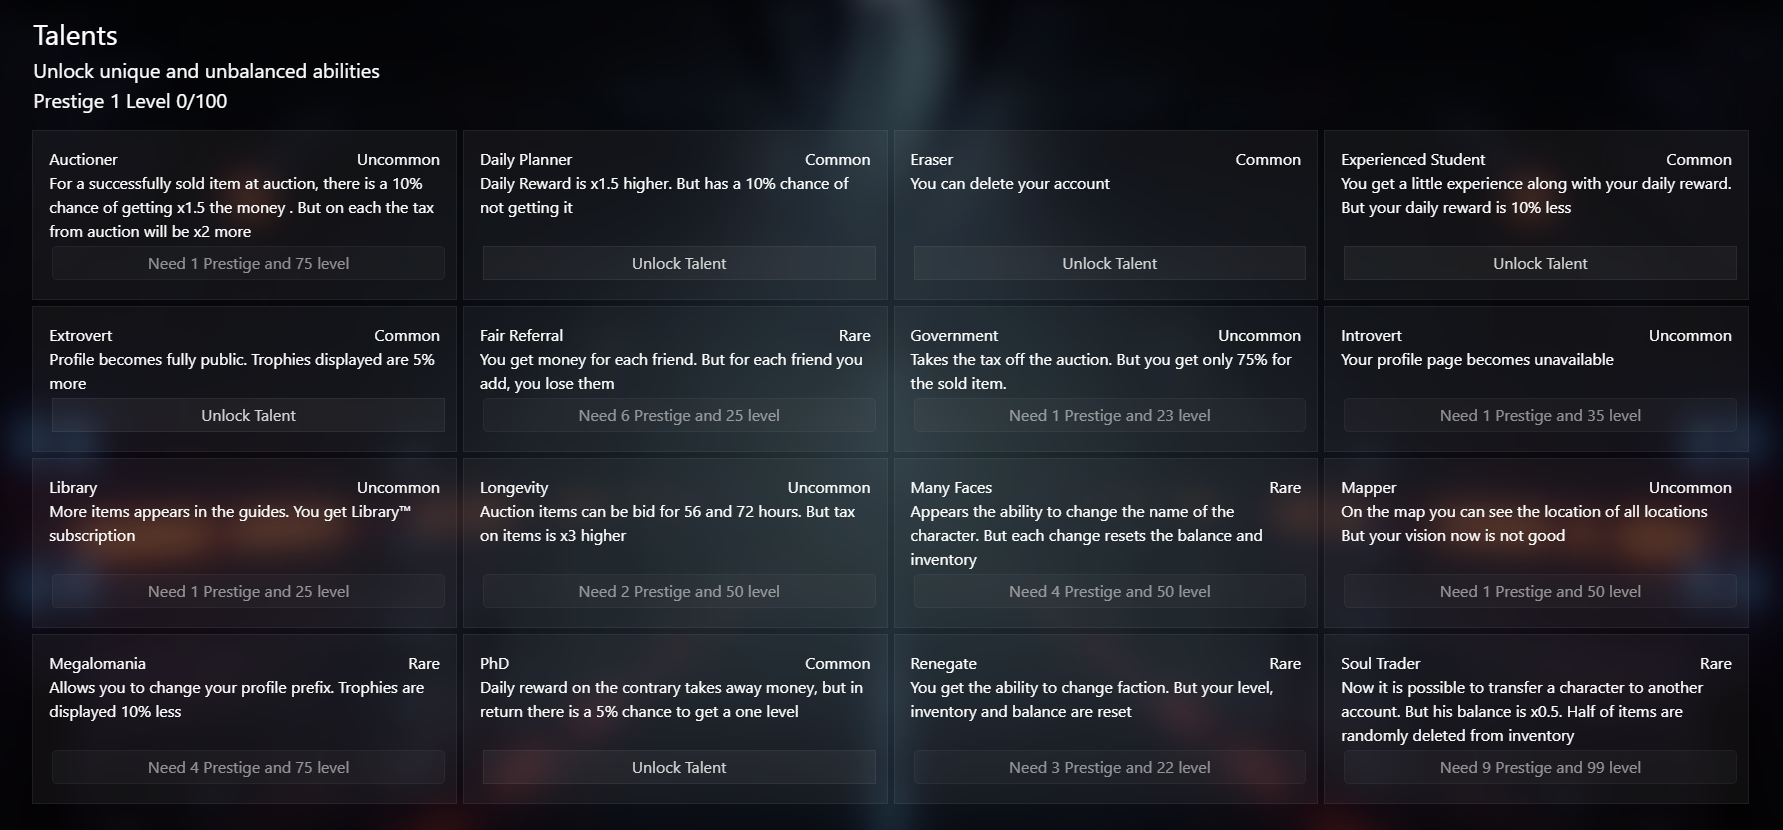 Talents
Unlock unique and unbalanced abilities
Prestige 1 Level 0/100
Auctioner
Uncommon
For a successfully sold item at auction, there is a 10%
chance of getting x1.5 the money . But on each the tax
from auction will be x2 more
Need 1 Prestige and 75 level
Daily Planner
Common
Daily Reward is x1.5 higher. But has a 10% chance of
not getting it
Unlock Talent
Eraser
Common
You can delete your account
Unlock Talent
Experienced Student
Common
You get a little experience along with your daily reward.
But your daily reward is 10% less
Unlock Talent
Extrovert
Common
Profile becomes fully public. Trophies displayed are 5%
more
Unlock Talent
Fair Referral
Rare
You get money for each friend. But for each friend you
add, you lose them
Need 6 Prestige and 25 level
Government
Uncommon
Takes the tax off the auction. But you get only 75% for
the sold item.
Need 1 Prestige and 23 level
Introvert
Uncommon
Your profile page becomes unavailable
Need 1 Prestige and 35 level
Library
Uncommon
More items appears in the guides. You get Library™
subscription
Need 1 Prestige and 25 level
Longevity
Uncommon
Auction items can be bid for 56 and 72 hours. But tax
on items is x3 higher
Need 2 Prestige and 50 level
Many Faces
Rare
Appears the ability to change the name of the
character. But each change resets the balance and
inventory
Need 4 Prestige and 50 level
Mapper
Uncommon
On the map you can see the location of all locations
But your vision now is not good
Need 1 Prestige and 50 level
Megalomania
Rare
Allows you to change your profile prefix. Trophies are
displayed 10% less
Need 4 Prestige and 75 level
PhD
Common
Daily reward on the contrary takes away money, but in
return there is a 5% chance to get a one level
Unlock Talent
Renegate
Rare
You get the ability to change faction. But your level,
inventory and balance are reset
Need 3 Prestige and 22 level
Soul Trader
Rare
Now it is possible to transfer a character to another
account. But his balance is x0.5. Half of items are
randomly deleted from inventory
Need 9 Prestige and 99 level